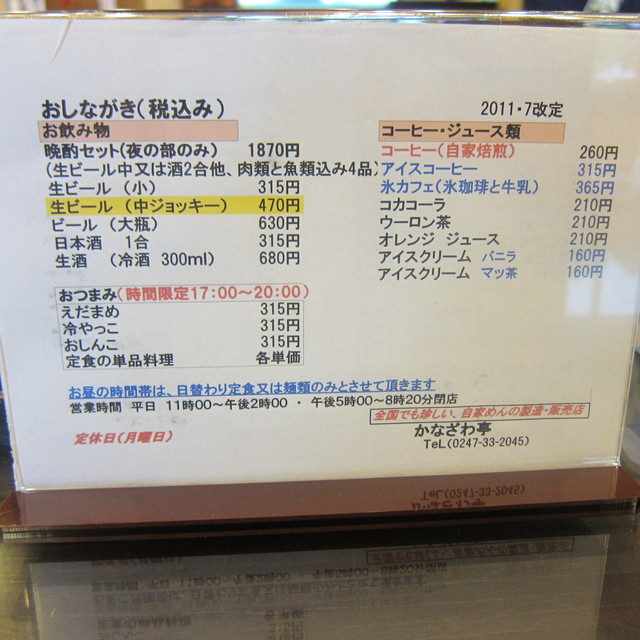 おしながき(税込み)
2011・7改定
お飲み物
晩酌セット(夜の部のみ) 1870円
(生ビール中又は酒2合他、肉類と魚類込み4品)
生ビール (小) 315円
生ビール (中ジョッキー) 470円
ビール (大瓶) 630円
日本酒 1合 315円
生酒 (冷酒 300ml) 680円
コーヒー・ジュース類
コーヒー(自家焙煎) 260円
アイスコーヒー 315円
氷カフェ(氷珈琲と牛乳) 365円
コカコーラ 210円
ウーロン茶 210円
オレンジ ジュース 210円
アイスクリーム バニラ 160円
アイスクリーム マッ茶 160円
おつまみ(時間限定17:00~20:00)
えだまめ 315円
冷やっこ 315円
おしんこ 315円
定食の単品料理 各単価
お昼の時間帯は、日替わり定食又は麺類のみとさせて頂きます
営業時間 平日 11時00~午後2時00 ・ 午後5時00~8時20分閉店
定休日(月曜日)
全国でも珍しい、自家めんの製造・販売店
かなざわ亭
TeL(0247-33-2045)